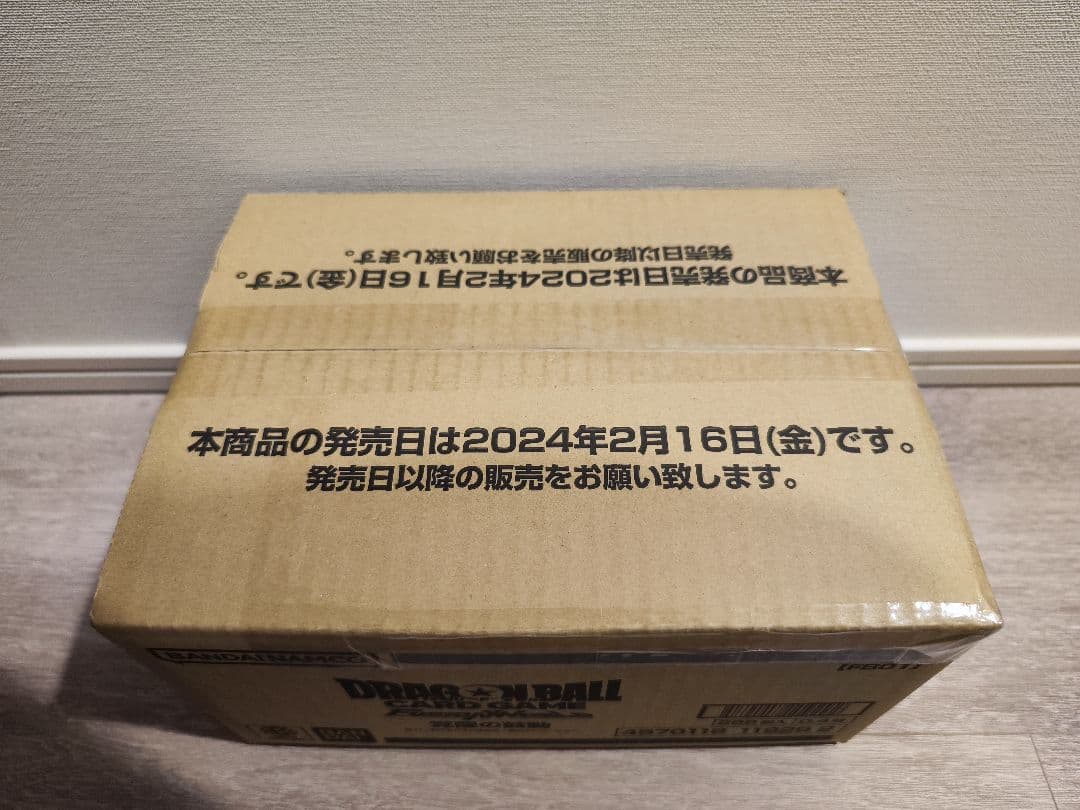 発売日以降の販売をお願い致します。
本商品の発売日は2024年2月16日(金)です。
本商品の発売日は2024年2月16日(金)です。
発売日以降の販売をお願い致します。
BANDAI NAMCO
[FB01]
DRAGON BALL
CARD GAME